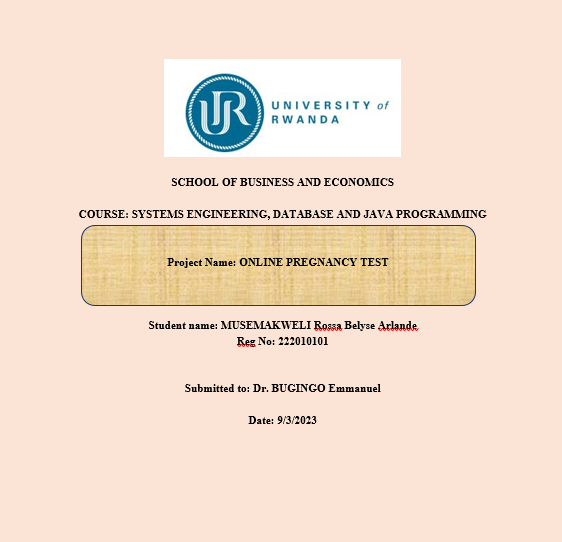 UR
UNIVERSITY of
RWANDA
SCHOOL OF BUSINESS AND ECONOMICS
COURSE: SYSTEMS ENGINEERING, DATABASE AND JAVA PROGRAMMING
Project Name: ONLINE PREGNANCY TEST
Student name: MUSEMAKWELI Rossa Belyse Arlande
Reg No: 222010101
Submitted to: Dr. BUGINGO Emmanuel
Date: 9/3/2023